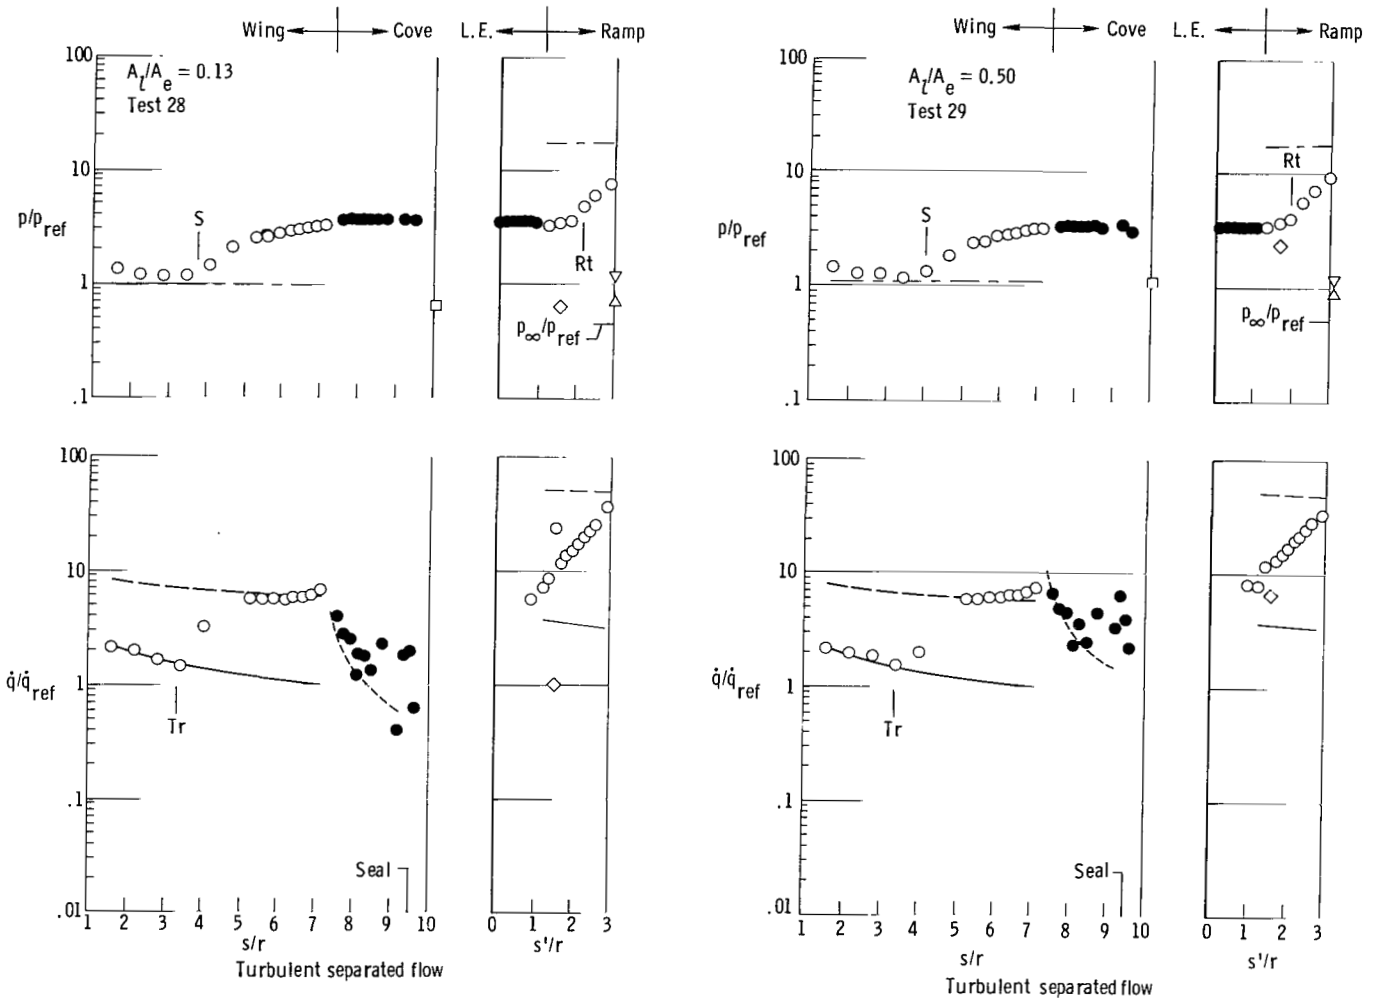 Wing Cove L.E. Ramp
A_l/A_e = 0.13
Test 28
100
10
1
.1
p/p_ref
S
Rt
p_∞/p_ref
100
10
1
.1
.01
q̇/q̇_ref
Tr
Seal
1 2 3 4 5 6 7 8 9 10
s/r
0 1 2 3
s'/r
Turbulent separated flow
Wing Cove L.E. Ramp
A_l/A_e = 0.50
Test 29
100
10
1
.1
p/p_ref
S
Rt
p_∞/p_ref
100
10
1
.1
.01
q̇/q̇_ref
Tr
Seal
1 2 3 4 5 6 7 8 9 10
s/r
0 1 2 3
s'/r
Turbulent separated flow